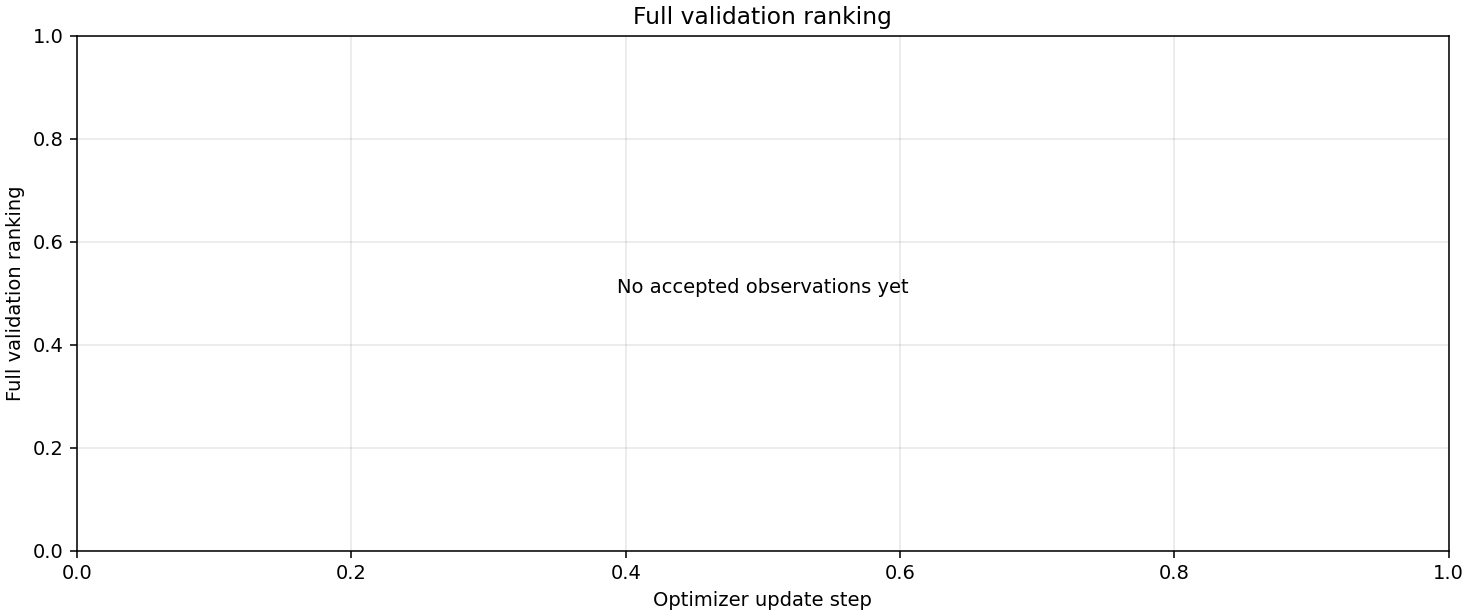 Full validation ranking
1.0
0.8
0.6
0.4
0.2
0.0
Full validation ranking
No accepted observations yet
0.0 0.2 0.4 0.6 0.8 1.0
Optimizer update step